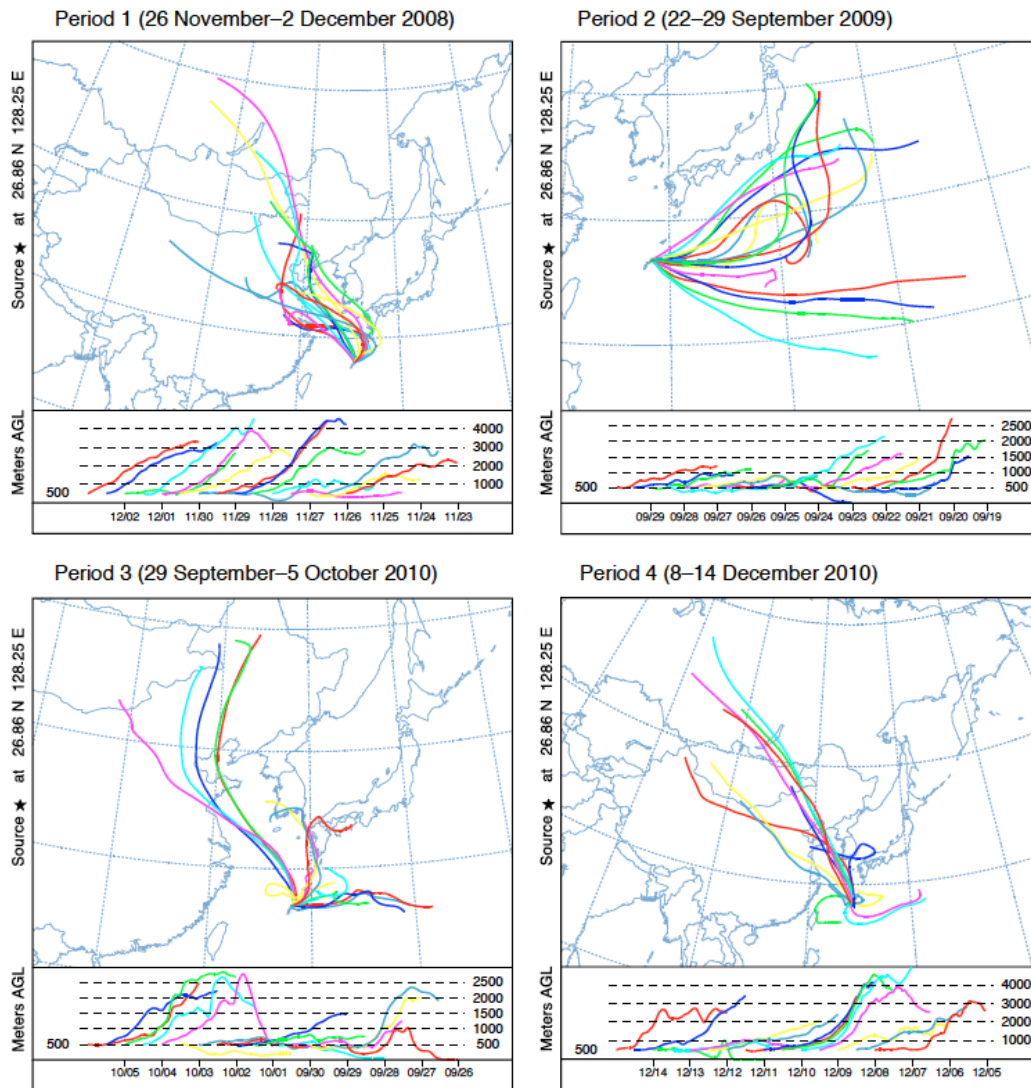 Period 1 (26 November–2 December 2008)
Source ★ at 26.86 N 128.25 E
Meters AGL
4000
3000
2000
1000
500
12/02 12/01 11/30 11/29 11/28 11/27 11/26 11/25 11/24 11/23
Period 2 (22–29 September 2009)
Source ★ at 26.86 N 128.25 E
Meters AGL
2500
2000
1500
1000
500
500
09/29 09/28 09/27 09/26 09/25 09/24 09/23 09/22 09/21 09/20 09/19
Period 3 (29 September–5 October 2010)
Source ★ at 26.86 N 128.25 E
Meters AGL
2500
2000
1500
1000
500
500
10/05 10/04 10/03 10/02 10/01 09/30 09/29 09/28 09/27 09/26
Period 4 (8–14 December 2010)
Source ★ at 26.86 N 128.25 E
Meters AGL
4000
3000
2000
1000
500
12/14 12/13 12/12 12/11 12/10 12/09 12/08 12/07 12/06 12/05